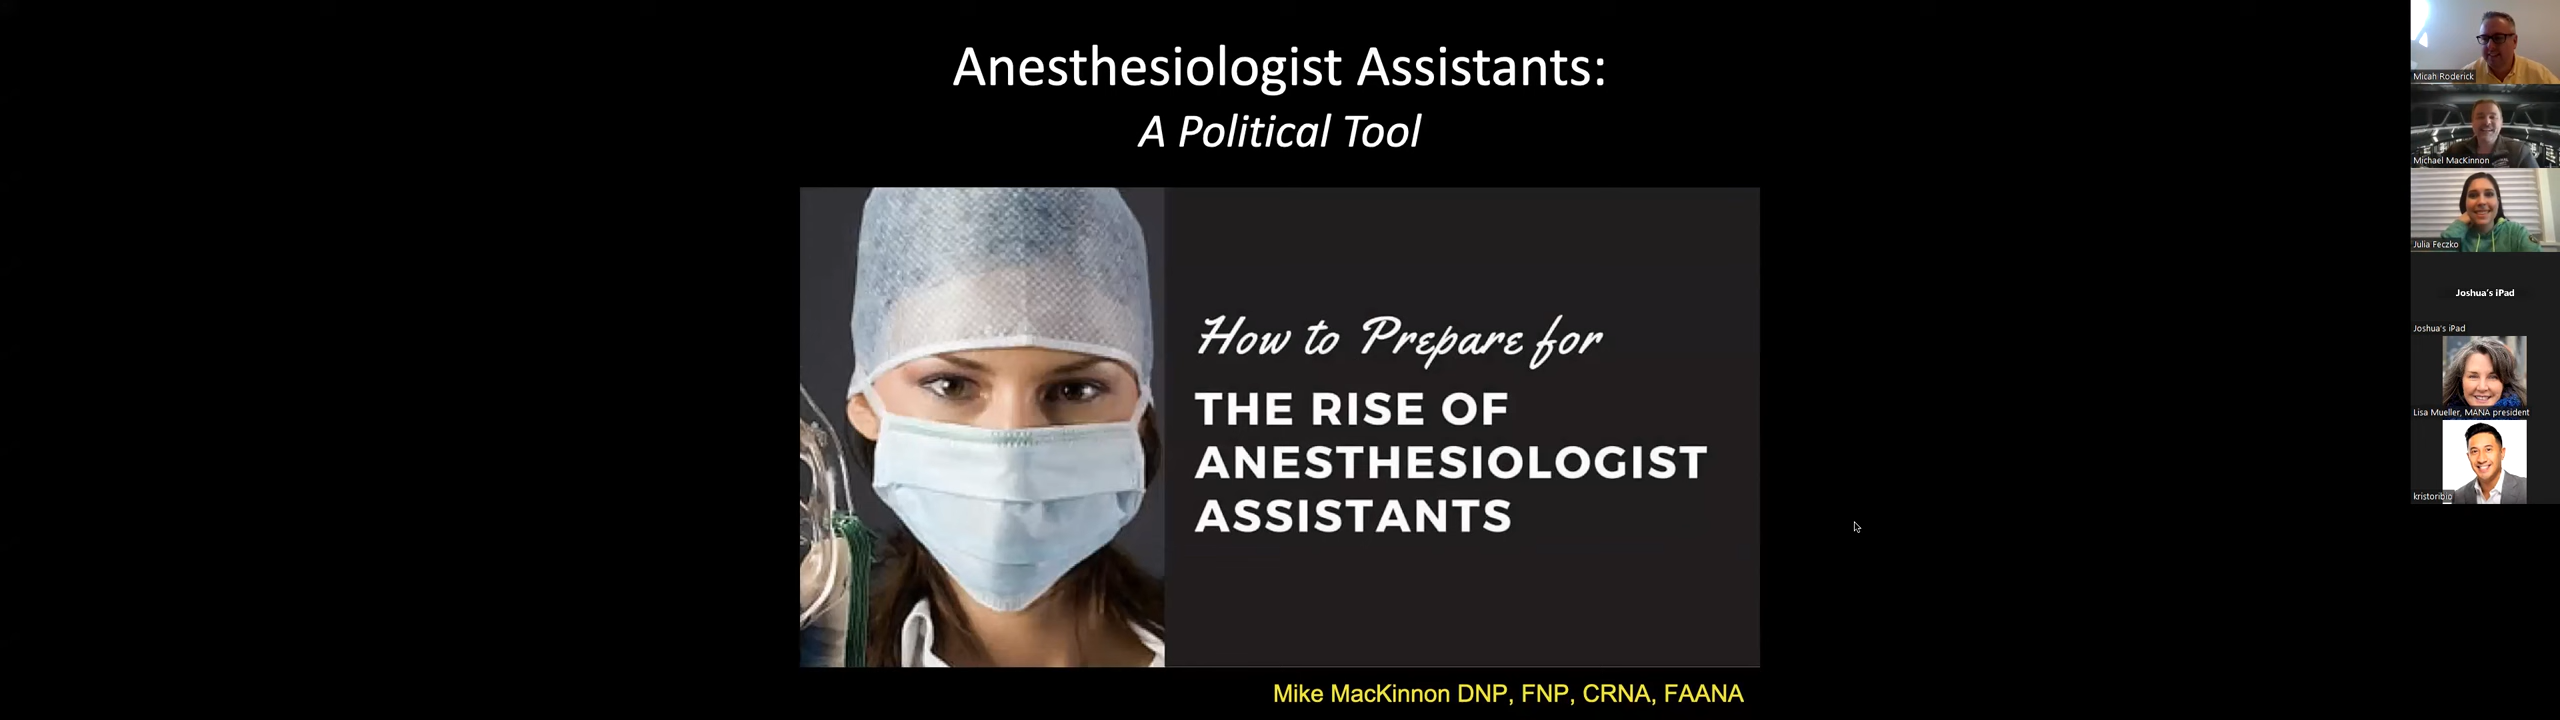 Anesthesiologist Assistants:
A Political Tool
How to Prepare for
THE RISE OF
ANESTHESIOLOGIST
ASSISTANTS
Mike MacKinnon DNP, FNP, CRNA, FAANA
Micah Roderick
Michael MacKinnon
Julia Feczko
Joshua's iPad
Joshua's iPad
Lisa Mueller, MANA president
kristoribio